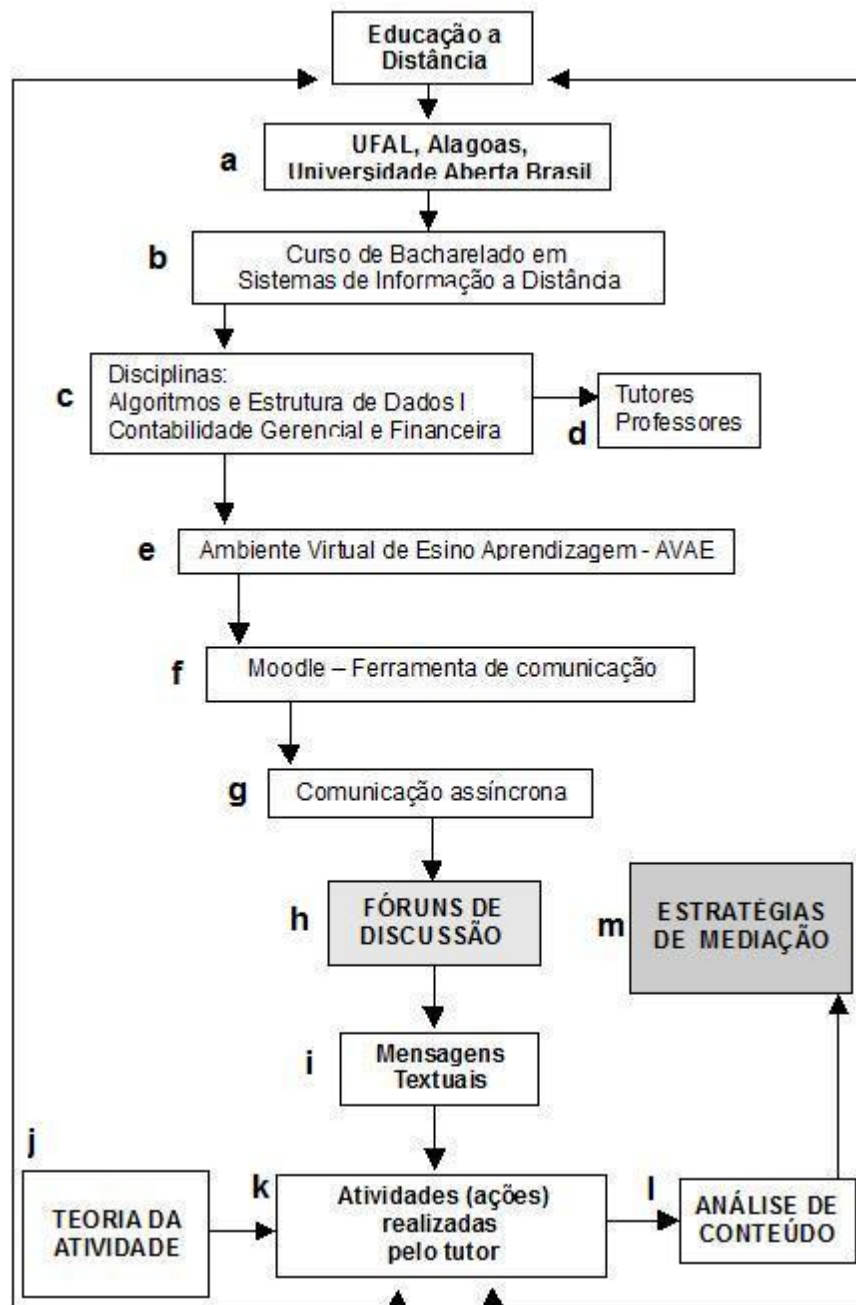 Educação a
Distância
a
UFAL, Alagoas,
Universidade Aberta Brasil
b
Curso de Bacharelado em
Sistemas de Informação a Distância
c
Disciplinas:
Algoritmos e Estrutura de Dados I
Contabilidade Gerencial e Financeira
d
Tutores
Professores
e
Ambiente Virtual de Esino Aprendizagem - AVAE
f
Moodle – Ferramenta de comunicação
g
Comunicação assíncrona
h
FÓRUNS DE
DISCUSSÃO
m
ESTRATÉGIAS
DE MEDIAÇÃO
i
Mensagens
Textuais
j
TEORIA DA
ATIVIDADE
k
Atividades (ações)
realizadas
pelo tutor
l
ANÁLISE DE
CONTEÚDO